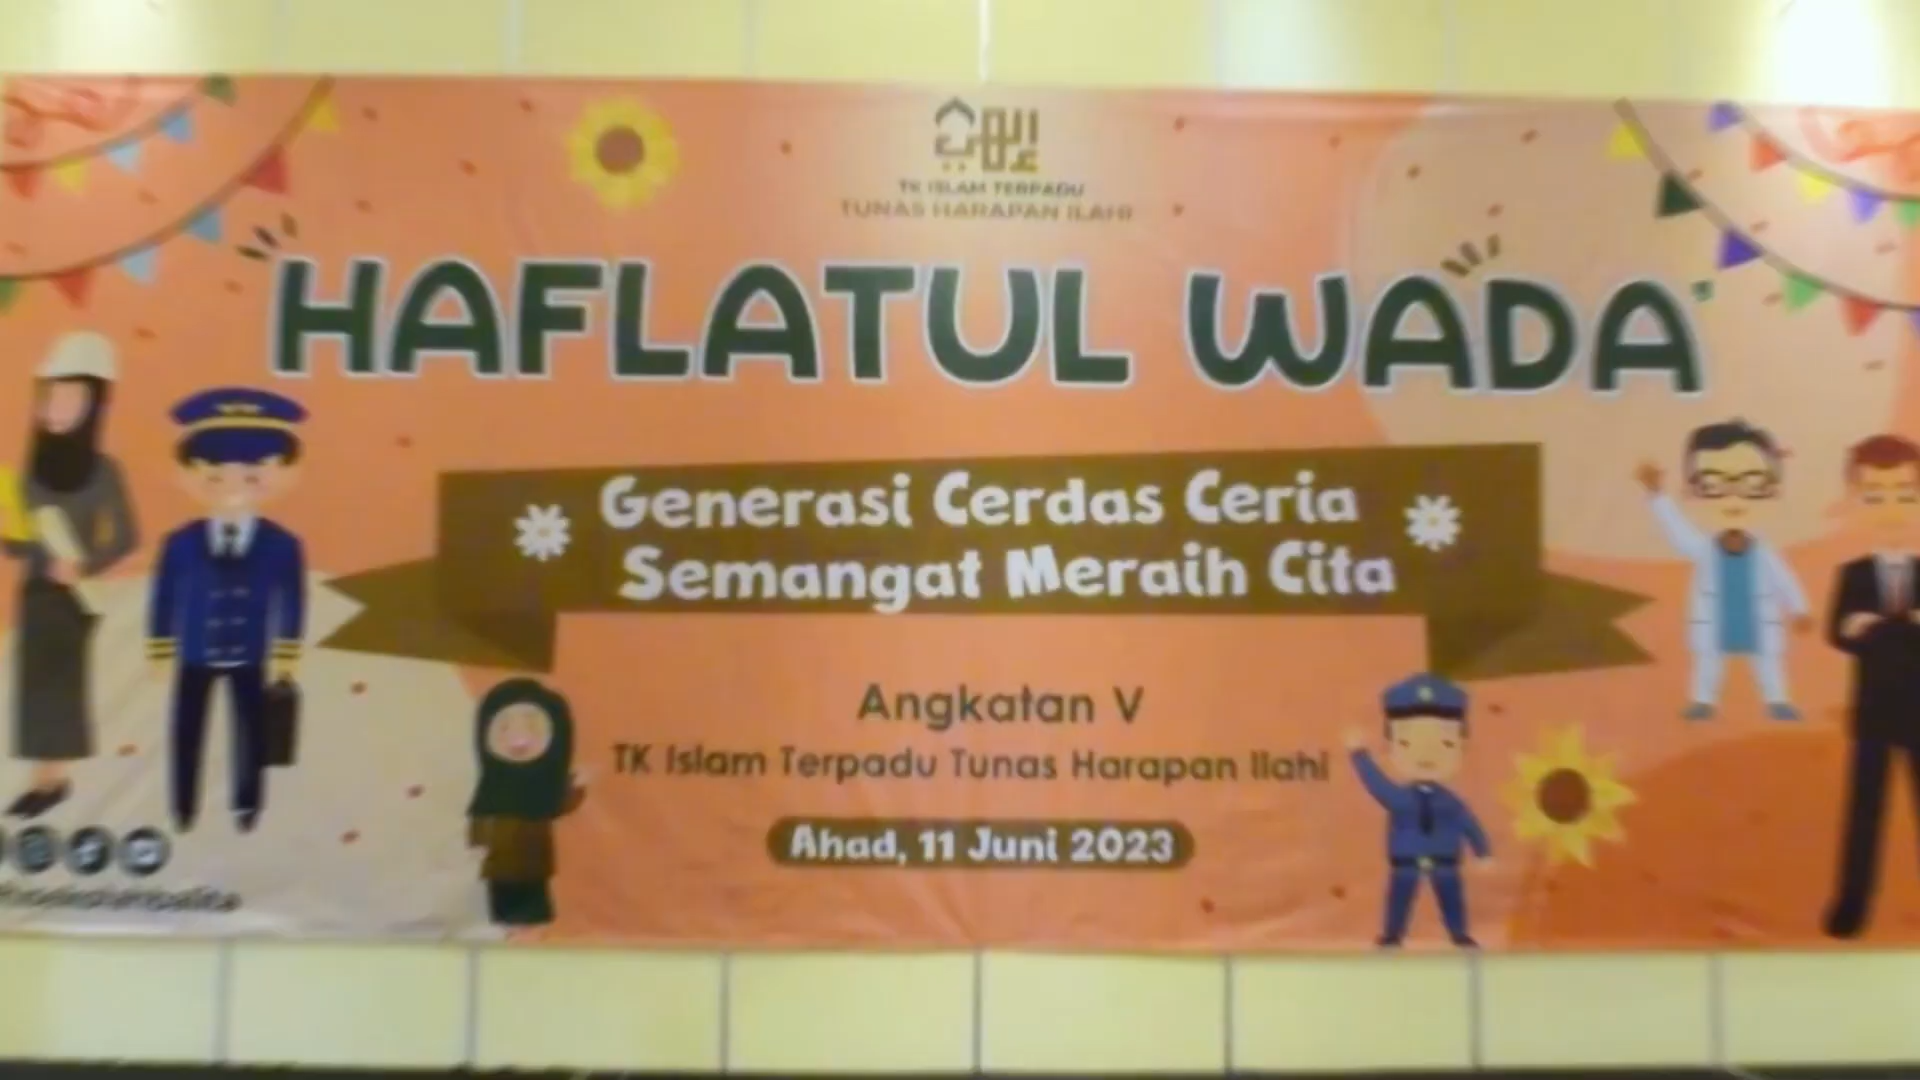 TK ISLAM TERPADU
TUNAS HARAPAN ILAHI
HAFLATUL WADA'
Generasi Cerdas Ceria
Semangat Meraih Cita
Angkatan V
TK Islam Terpadu Tunas Harapan Ilahi
Ahad, 11 Juni 2023